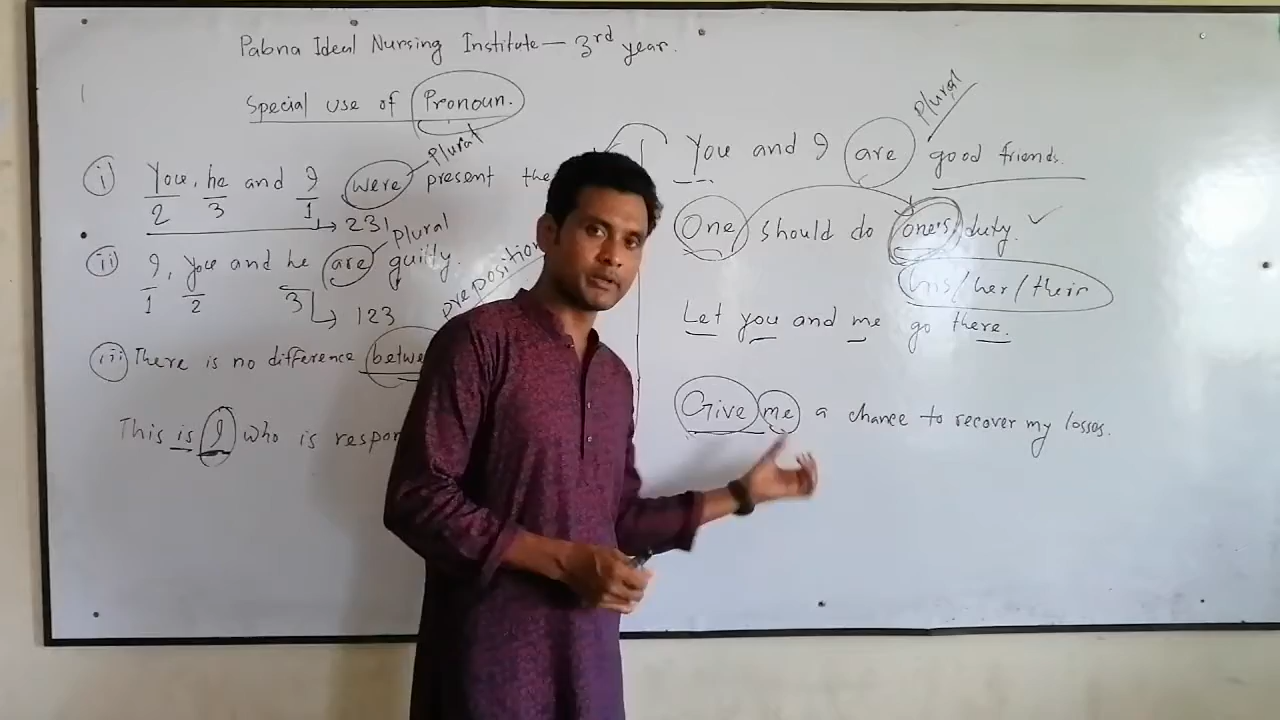 Pabna Ideal Nursing Institute — 3rd year.
Special use of Pronoun.
Plural
i) You, he and I were present the
2 3 1 → 231
Plural
ii) I, you and he are guilty.
1 2 3 → 123
preposition
iii) There is no difference betwe
This is I who is respon
Plural
You and I are good friends.
One should do one's duty. ✓
his/her/their
Let you and me go there.
Give me a chance to recover my losses.